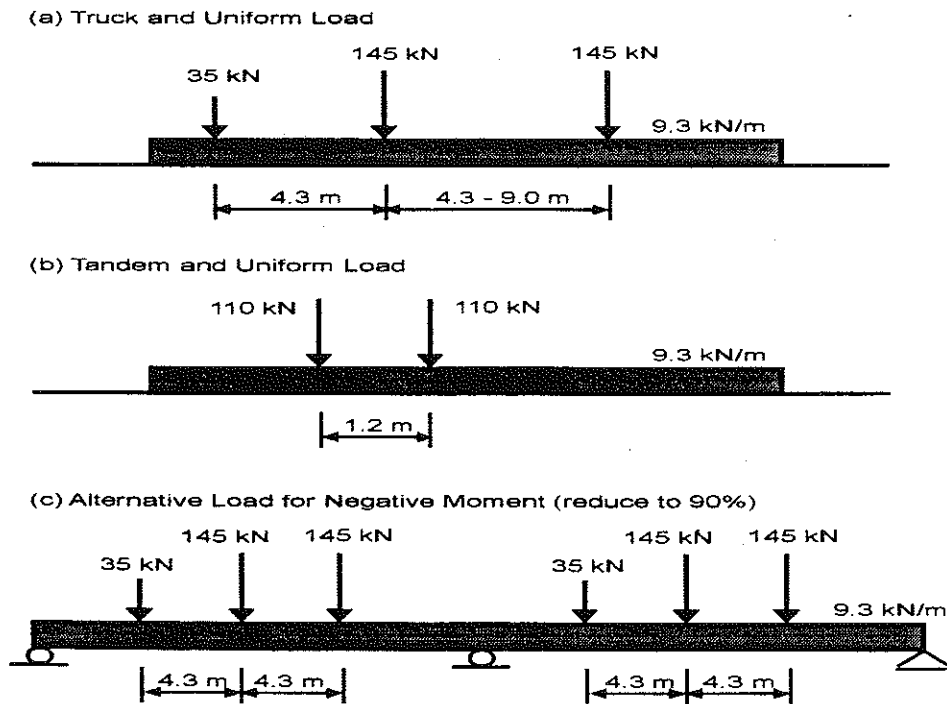 (a) Truck and Uniform Load
145 kN 145 kN
35 kN
9.3 kN/m
4.3 m 4.3 - 9.0 m
(b) Tandem and Uniform Load
110 kN 110 kN
9.3 kN/m
1.2 m
(c) Alternative Load for Negative Moment (reduce to 90%)
145 kN 145 kN 145 kN 145 kN
35 kN 35 kN
9.3 kN/m
4.3 m 4.3 m 4.3 m 4.3 m